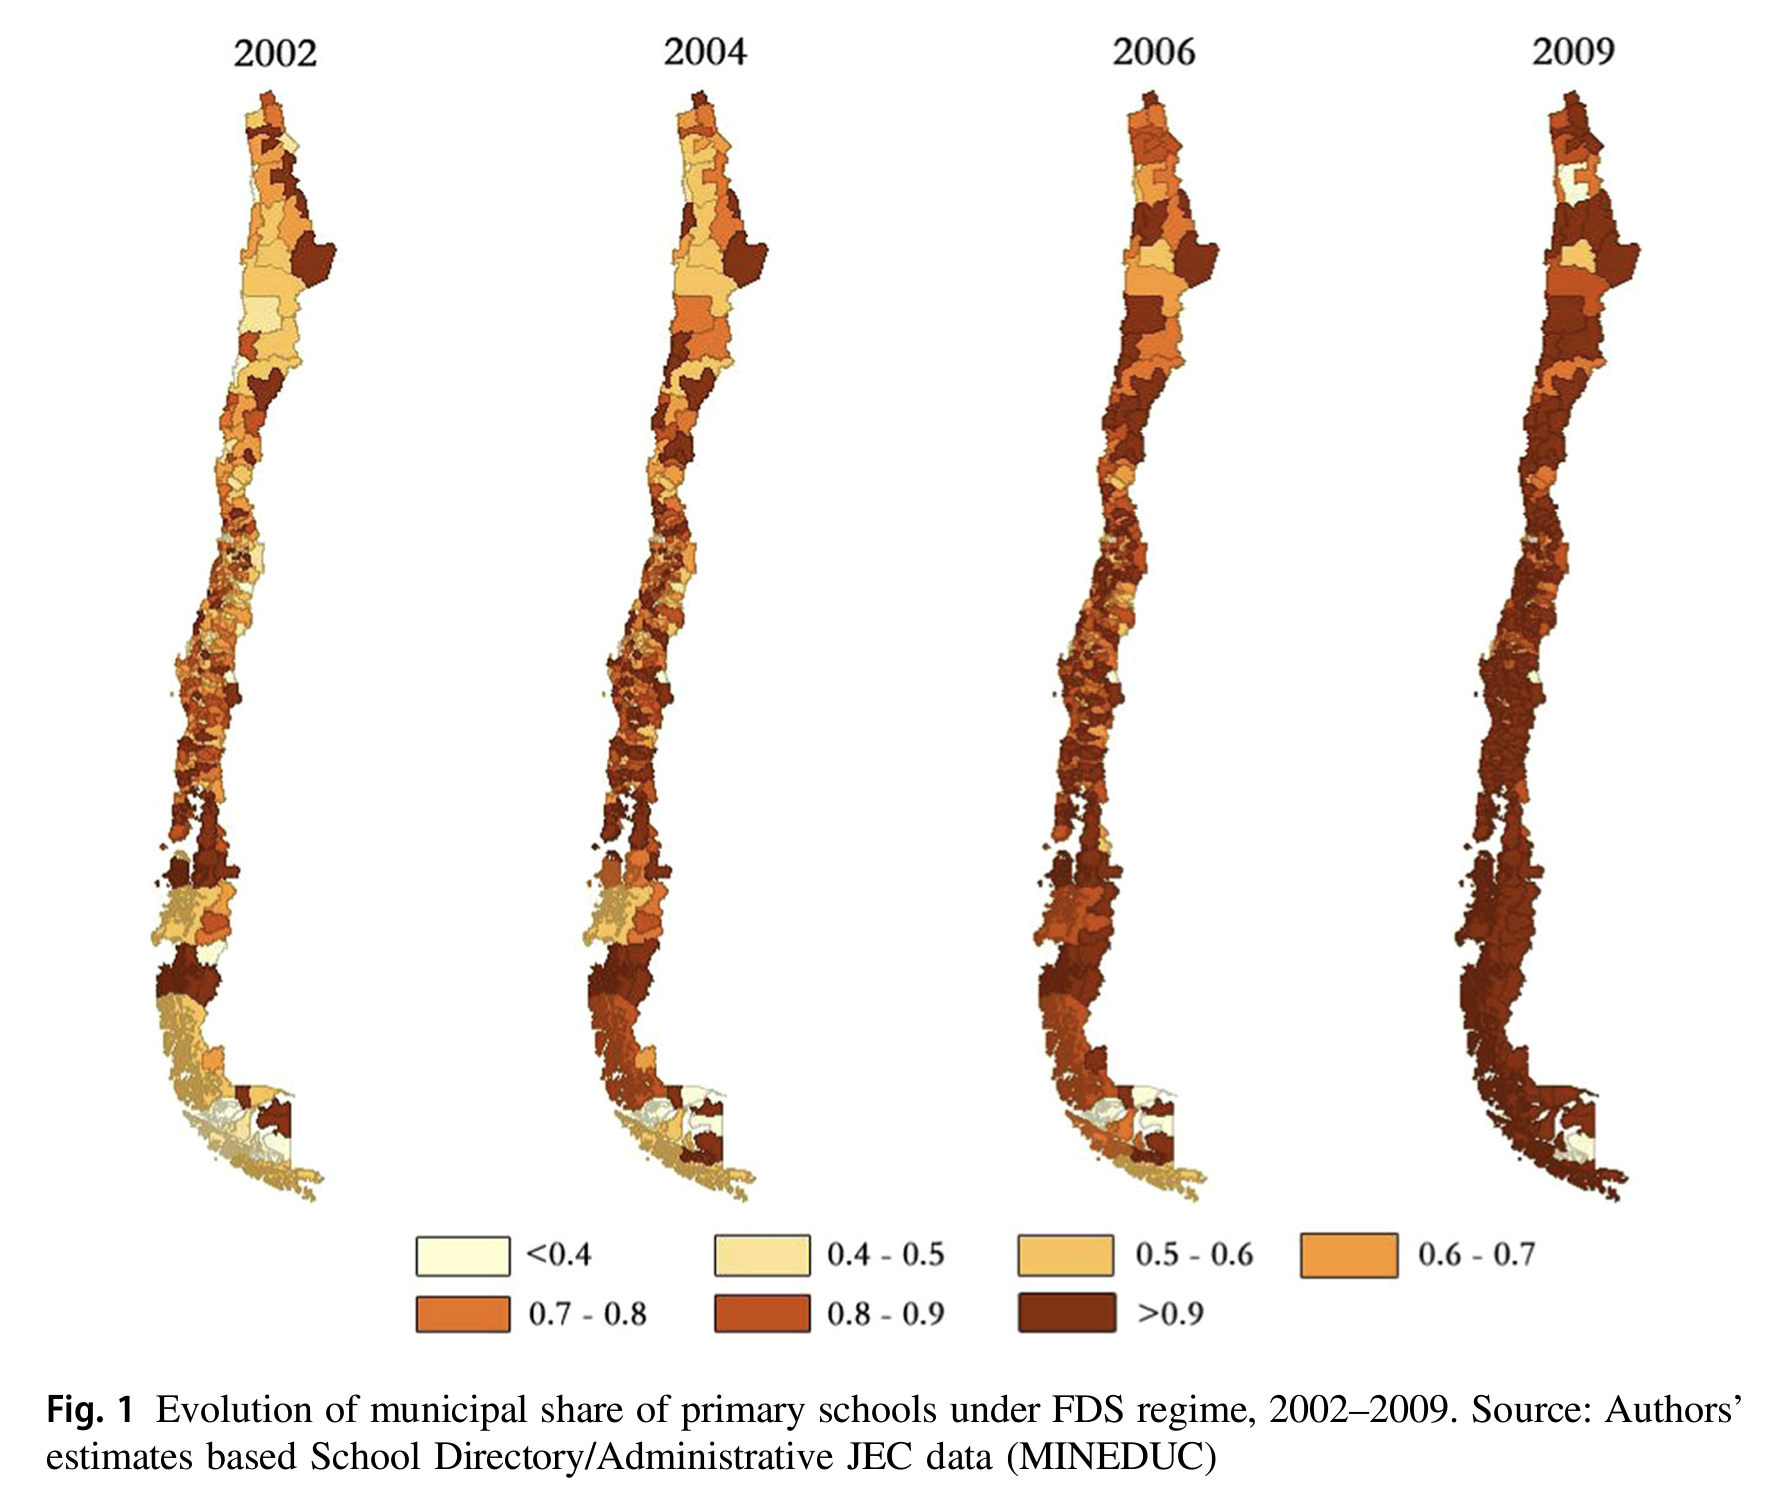 2002 2004 2006 2009
<0.4 0.4 - 0.5 0.5 - 0.6 0.6 - 0.7
0.7 - 0.8 0.8 - 0.9 >0.9
Fig. 1 Evolution of municipal share of primary schools under FDS regime, 2002–2009. Source: Authors’
estimates based School Directory/Administrative JEC data (MINEDUC)